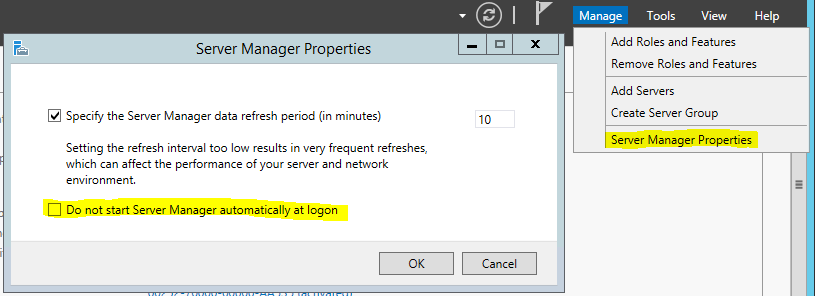 Manage Tools View Help
Server Manager Properties
Add Roles and Features
Remove Roles and Features
Add Servers
Create Server Group
Server Manager Properties
Specify the Server Manager data refresh period (in minutes) 10
Setting the refresh interval too low results in very frequent refreshes,
which can affect the performance of your server and network
environment.
Do not start Server Manager automatically at logon
OK Cancel